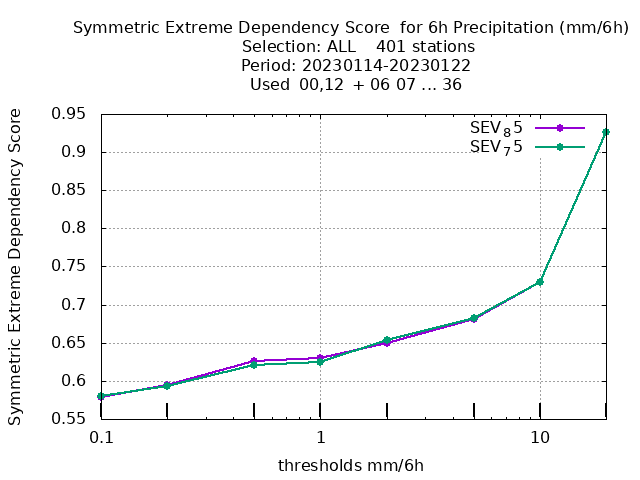 Symmetric Extreme Dependency Score for 6h Precipitation (mm/6h)
Selection: ALL 401 stations
Period: 20230114-20230122
Used 00,12 + 06 07 ... 36
Symmetric Extreme Dependency Score
0.95
0.9
0.85
0.8
0.75
0.7
0.65
0.6
0.55
SEV85
SEV75
0.1 1 10
thresholds mm/6h